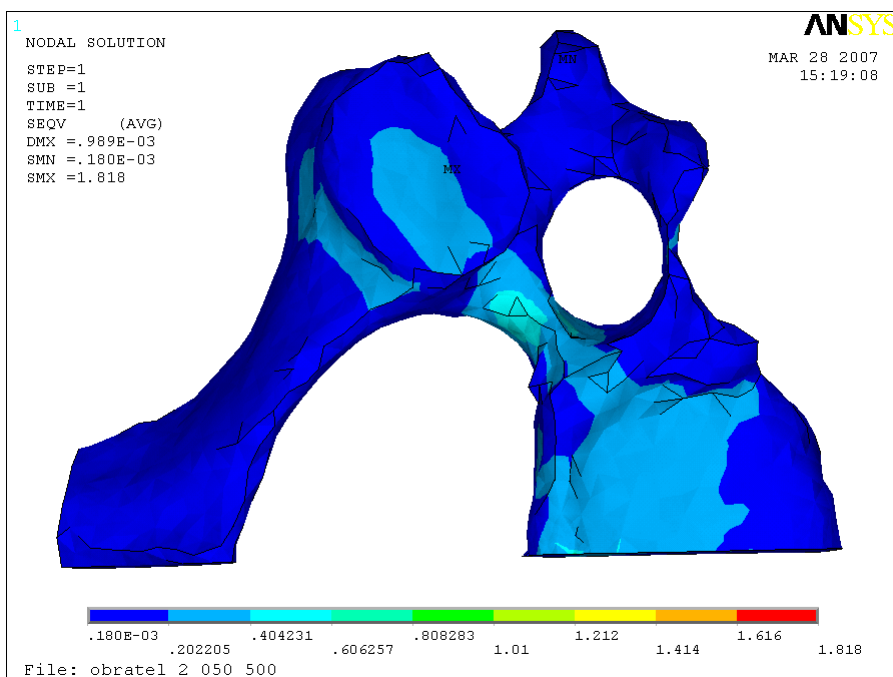 1
ANSYS
NODAL SOLUTION
MAR 28 2007
15:19:08
STEP=1
SUB =1
TIME=1
SEQV (AVG)
DMX =.989E-03
SMN =.180E-03
SMX =1.818
MN
MX
.180E-03 .404231 .808283 1.212 1.616
.202205 .606257 1.01 1.414 1.818
File: obratel 2 050 500